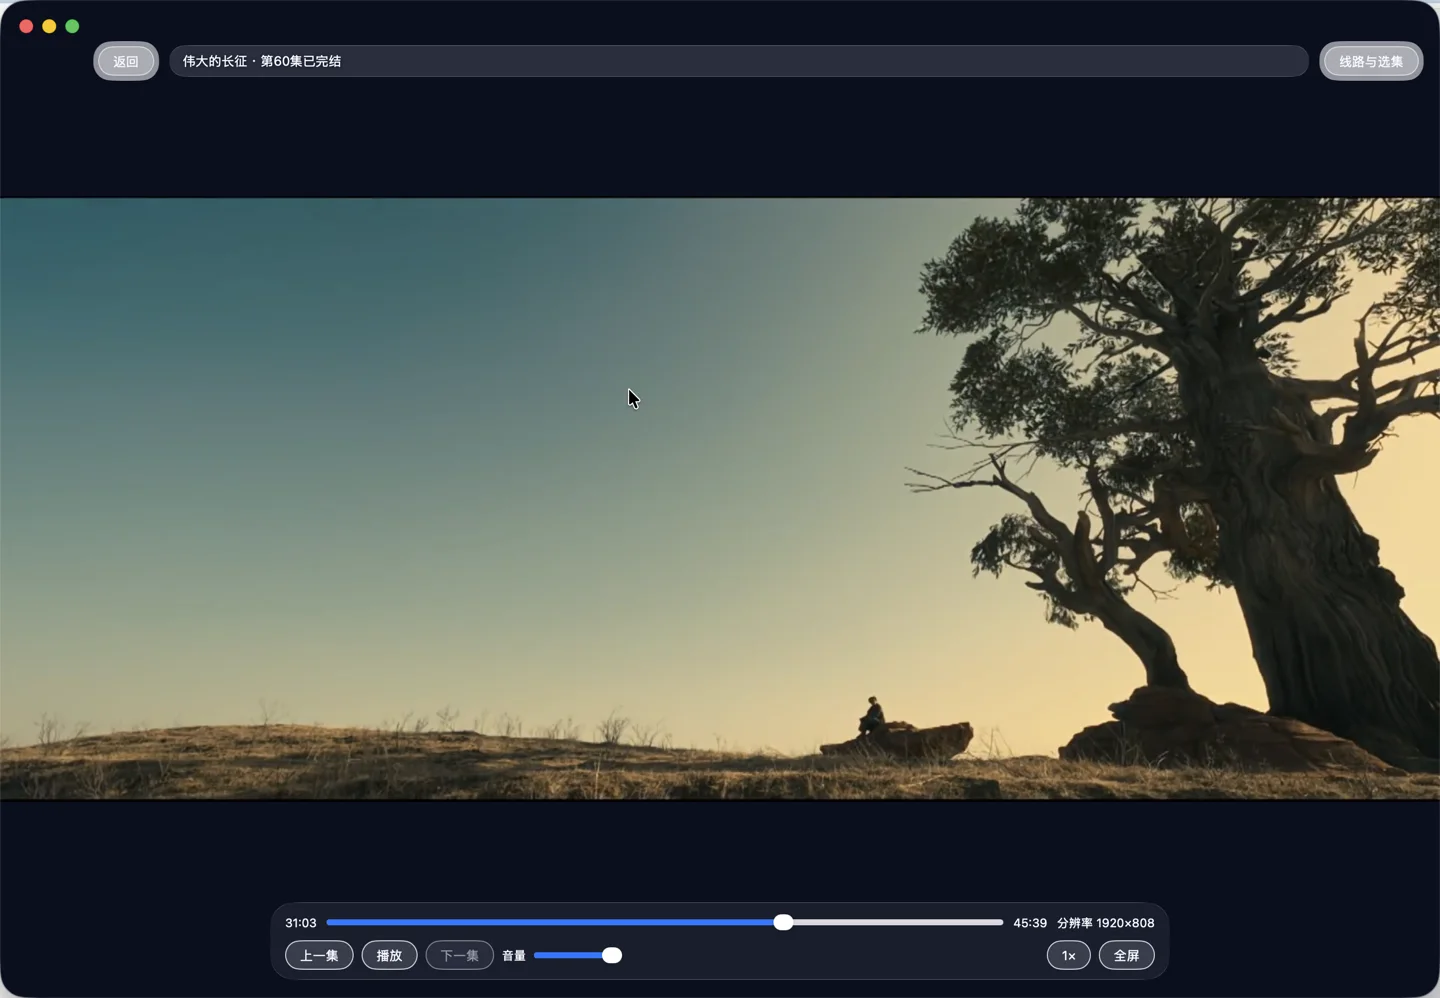 返回
伟大的长征 · 第60集已完结
线路与选集
31:03
45:39 分辨率 1920×808
上一集 播放 下一集 音量
1× 全屏